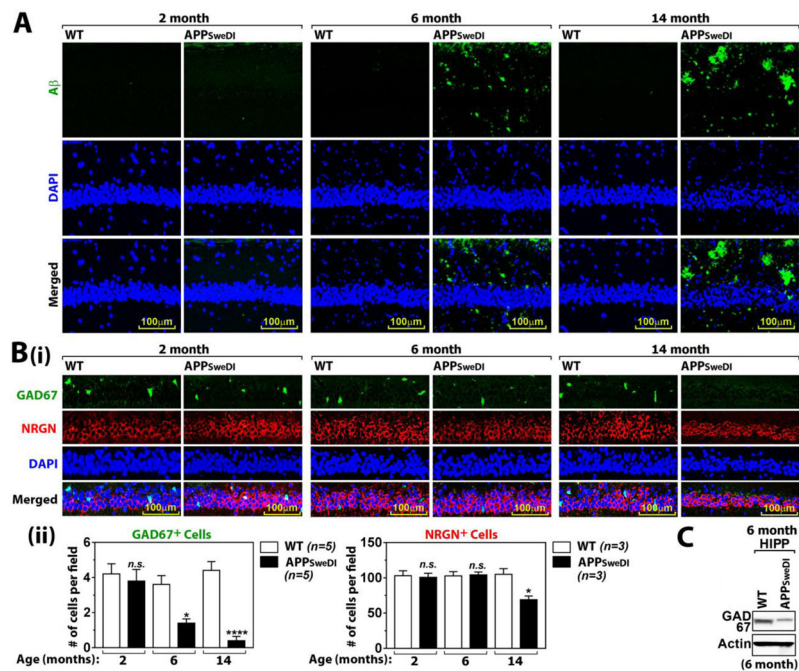 A
2 month
6 month
14 month
WT
APPSweDI
WT
APPSweDI
WT
APPSweDI
Aβ
DAPI
Merged
100µm
100µm
100µm
100µm
100µm
100µm
B (i)
2 month
6 month
14 month
WT
APPSweDI
WT
APPSweDI
WT
APPSweDI
GAD67
NRGN
DAPI
Merged
100µm
100µm
100µm
100µm
100µm
100µm
(ii)
GAD67+ Cells
# of cells per field
6
4
2
0
n.s.
*
****
Age (months):
2
6
14
WT (n=5)
APPSweDI
(n=5)
NRGN+ Cells
# of cells per field
150
125
100
75
50
25
0
n.s.
n.s.
*
Age (months):
2
6
14
WT (n=3)
APPSweDI
(n=3)
C
6 month
HIPP
WT
APPSweDI
GAD
67
Actin
(6 month)